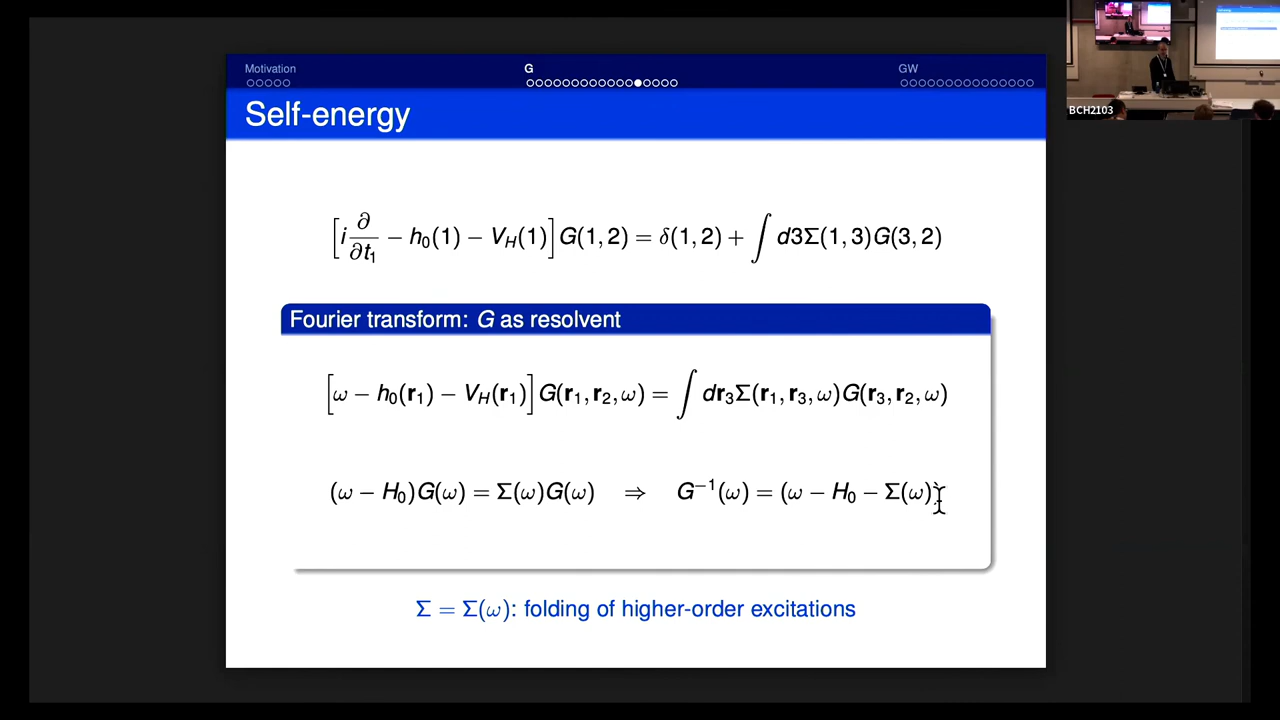 Motivation G GW
Self-energy
[i ∂/∂t₁ − h₀(1) − V_H(1)] G(1, 2) = δ(1, 2) + ∫ d3Σ(1, 3)G(3, 2)
Fourier transform: G as resolvent
[ω − h₀(r₁) − V_H(r₁)] G(r₁, r₂, ω) = ∫ dr₃Σ(r₁, r₃, ω)G(r₃, r₂, ω)
(ω − H₀)G(ω) = Σ(ω)G(ω) ⇒ G⁻¹(ω) = (ω − H₀ − Σ(ω))
Σ = Σ(ω): folding of higher-order excitations
BCH2103